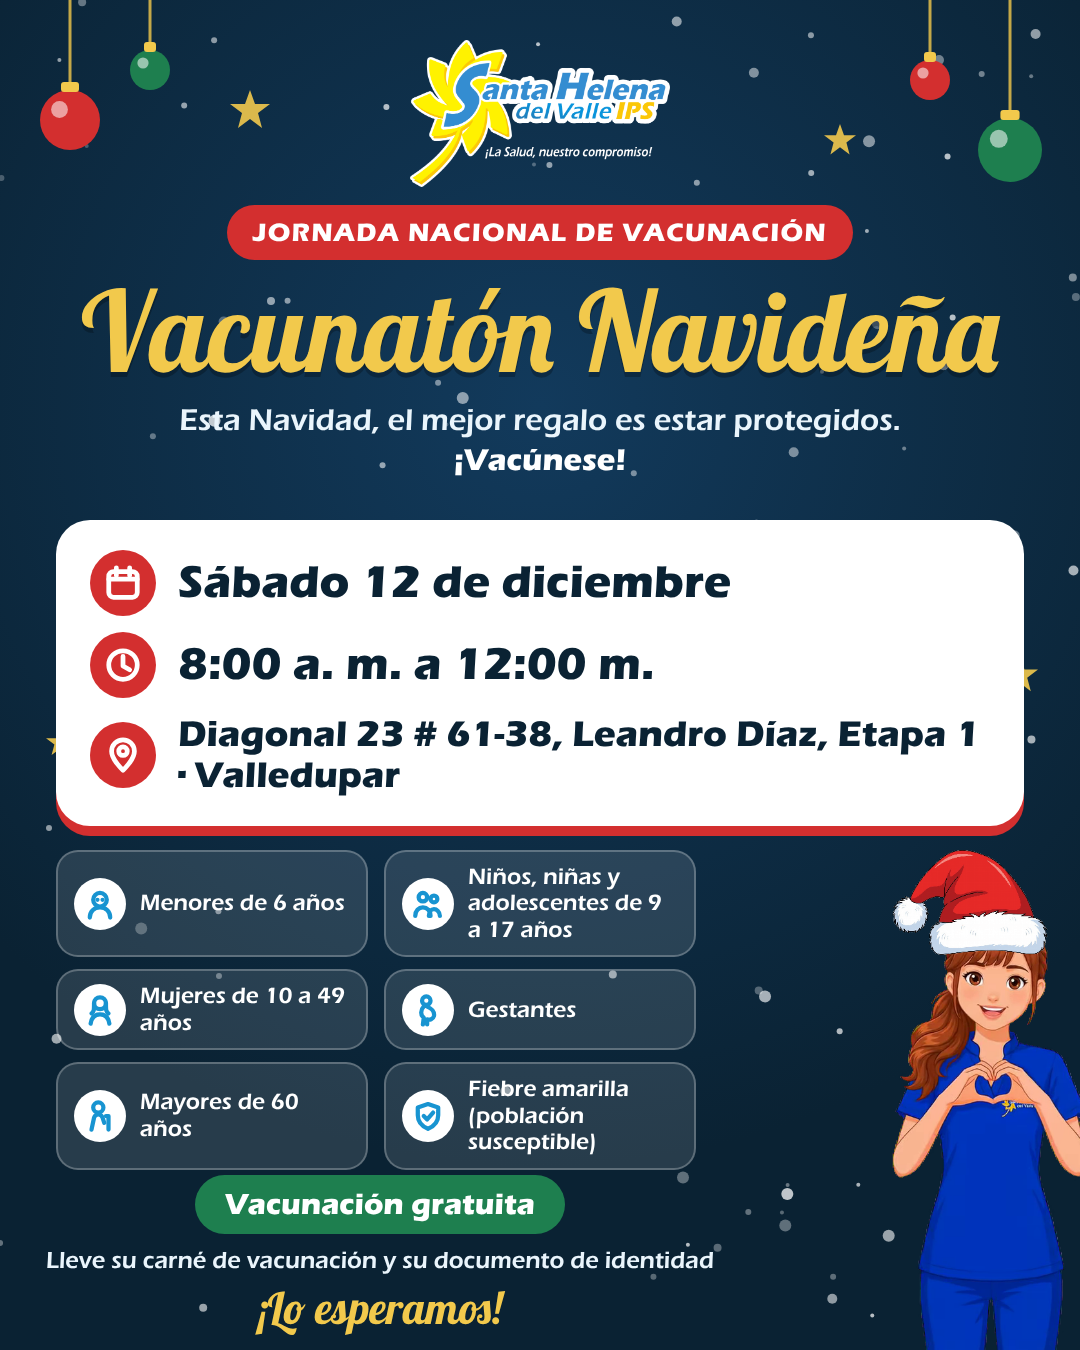 Santa Helena
del Valle IPS
¡La Salud, nuestro compromiso!
JORNADA NACIONAL DE VACUNACIÓN
Vacunatón Navideña
Esta Navidad, el mejor regalo es estar protegidos.
¡Vacúnese!
Sábado 12 de diciembre
8:00 a. m. a 12:00 m.
Diagonal 23 # 61-38, Leandro Díaz, Etapa 1
· Valledupar
Menores de 6 años
Niños, niñas y
adolescentes de 9
a 17 años
Mujeres de 10 a 49
años
Gestantes
Mayores de 60
años
Fiebre amarilla
(población
susceptible)
Vacunación gratuita
Lleve su carné de vacunación y su documento de identidad
¡Lo esperamos!